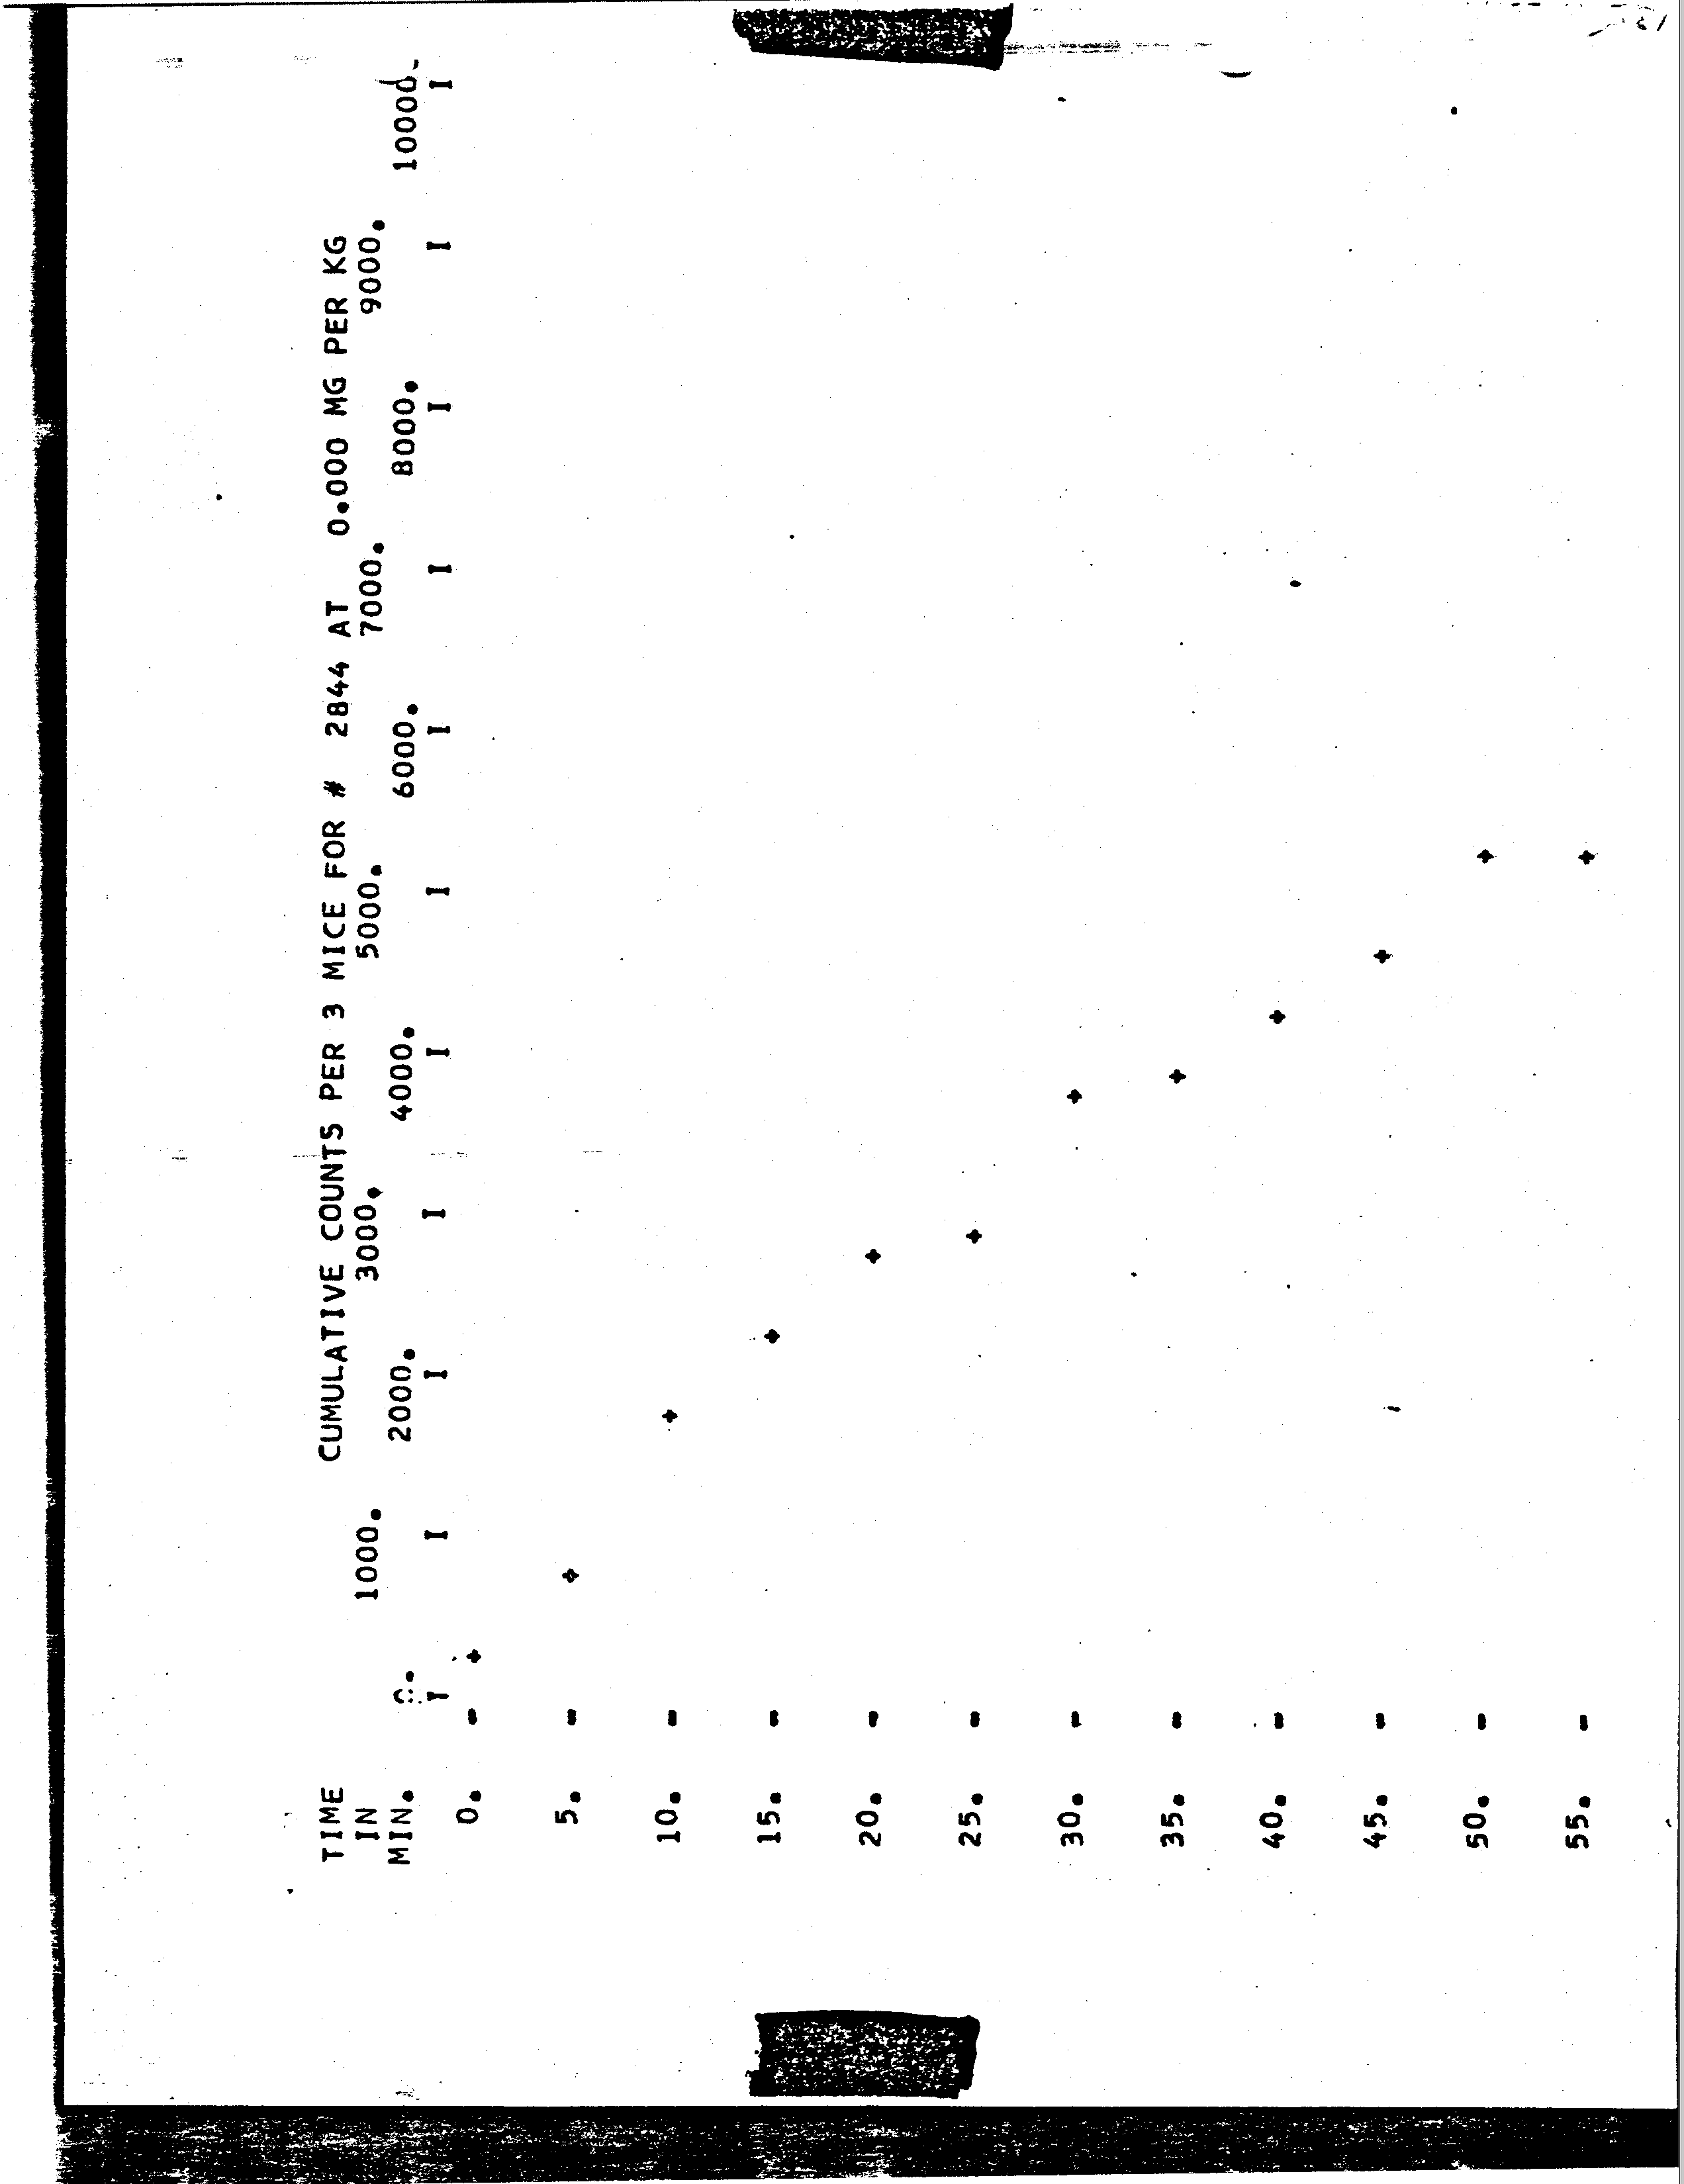 CUMULATIVE COUNTS PER 3 MICE FOR # 2844 AT 0.000 MG PER KG
TIME
IN 1000. 3000. 5000. 7000. 9000.
MIN. 0. 2000. 4000. 6000. 8000. 10000.
I I I I I I I I I I I
0. - +
5. - +
10. - +
15. - +
20. - +
25. - +
30. - +
35. - +
40. - +
45. - +
50. - +
55. - +